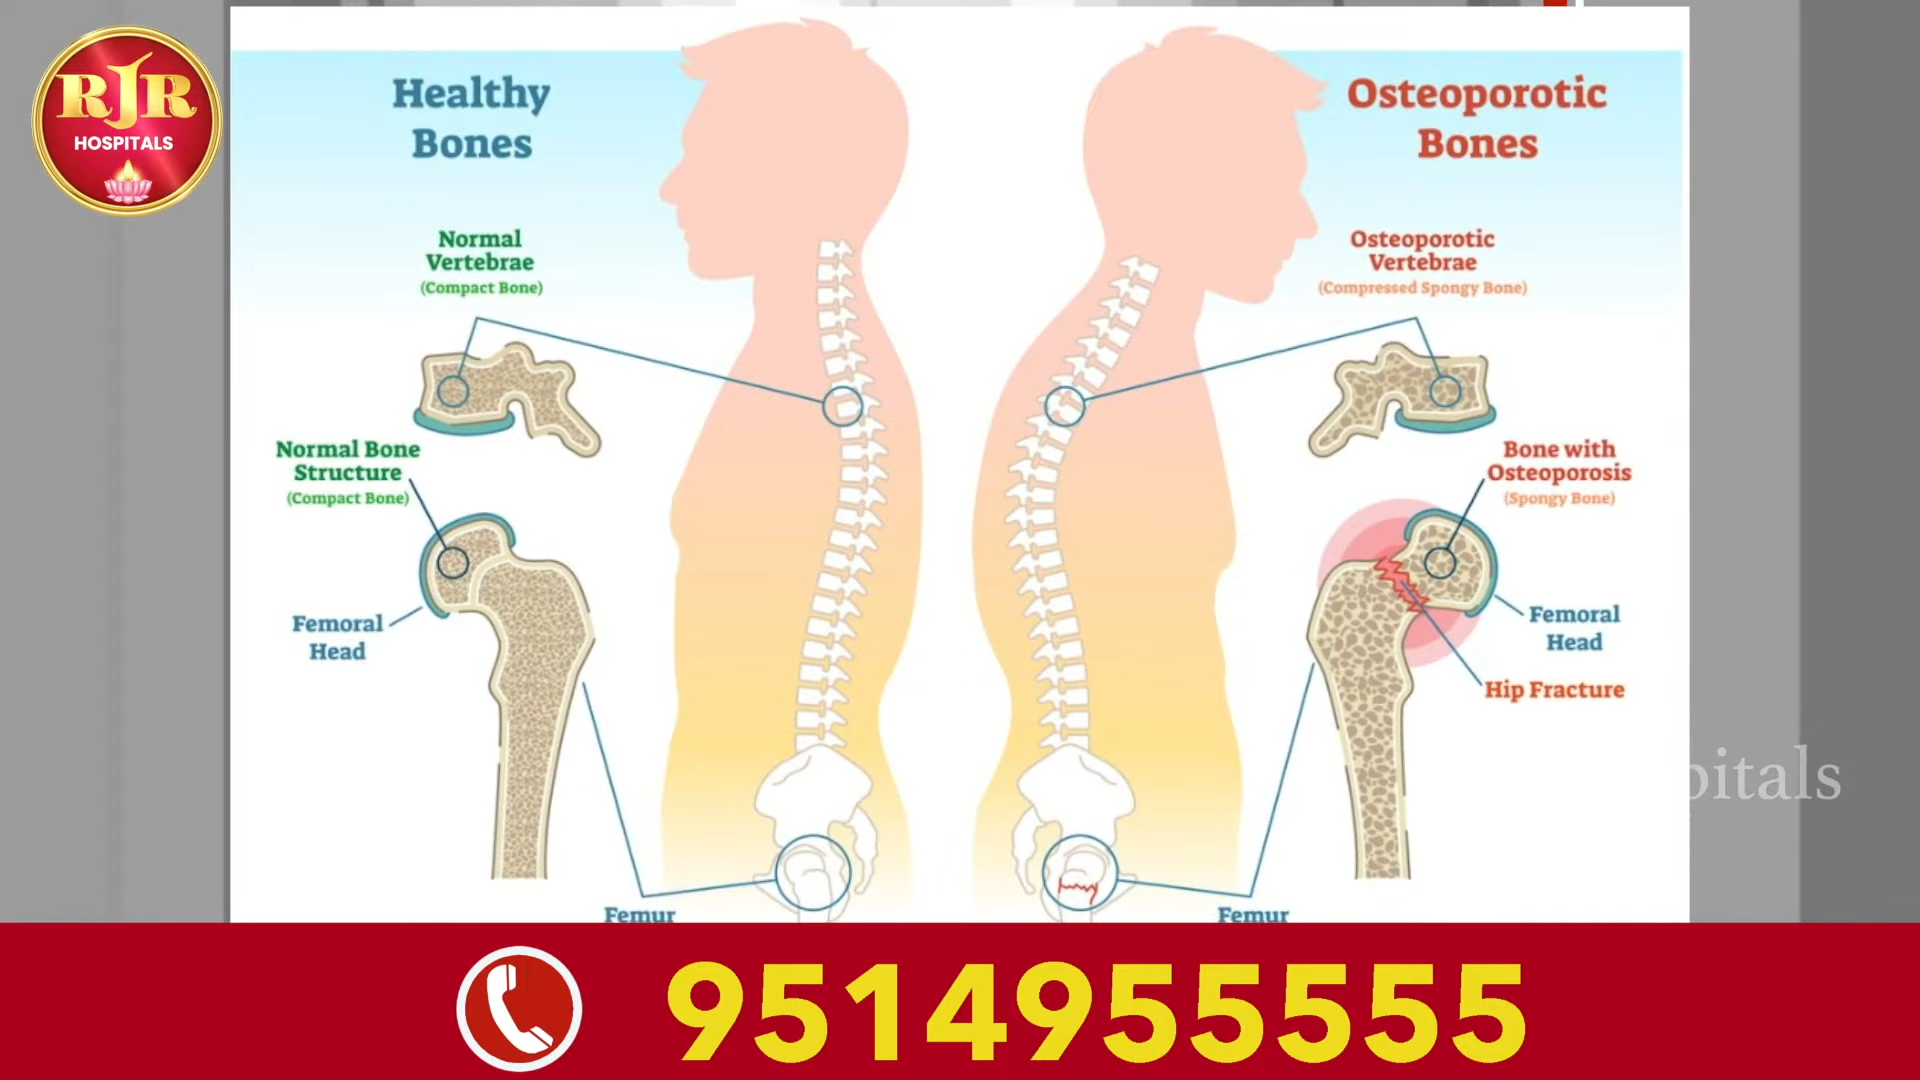 RJR
HOSPITALS
Healthy
Bones
Osteoporotic
Bones
Normal
Vertebrae
(Compact Bone)
Osteoporotic
Vertebrae
(Compressed Spongy Bone)
Normal Bone
Structure
(Compact Bone)
Bone with
Osteoporosis
(Spongy Bone)
Femoral
Head
Femoral
Head
Hip Fracture
pitals
Femur
Femur
9514955555